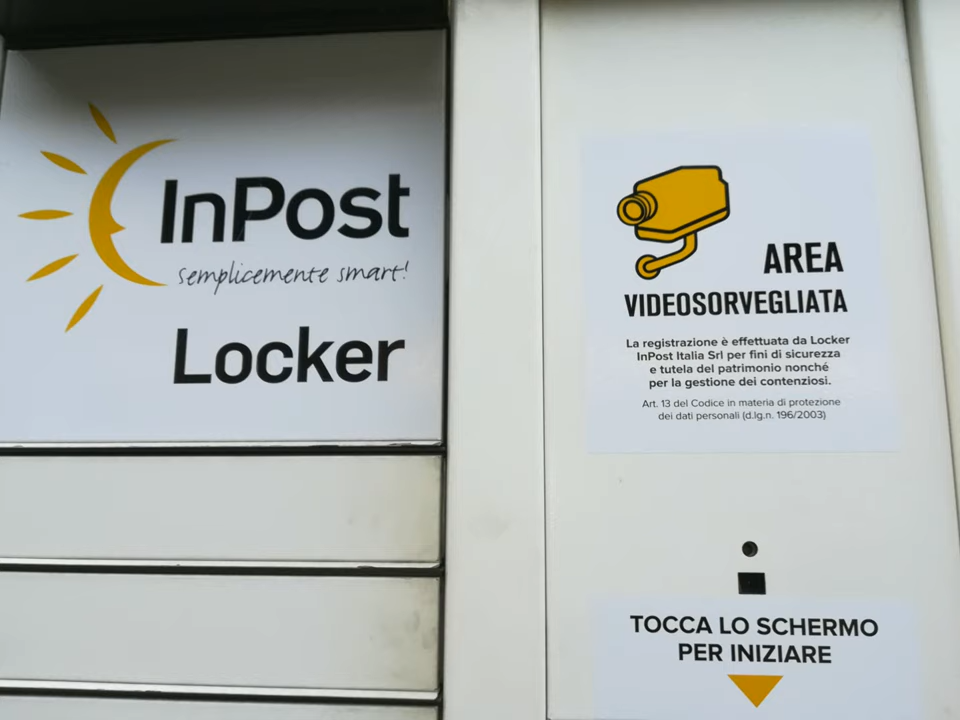 InPost
semplicemente smart!
Locker
AREA
VIDEOSORVEGLIATA
La registrazione è effettuata da Locker
InPost Italia Srl per fini di sicurezza
e tutela del patrimonio nonché
per la gestione dei contenziosi.
Art. 13 del Codice in materia di protezione
dei dati personali (d.lg.n. 196/2003)
TOCCA LO SCHERMO
PER INIZIARE